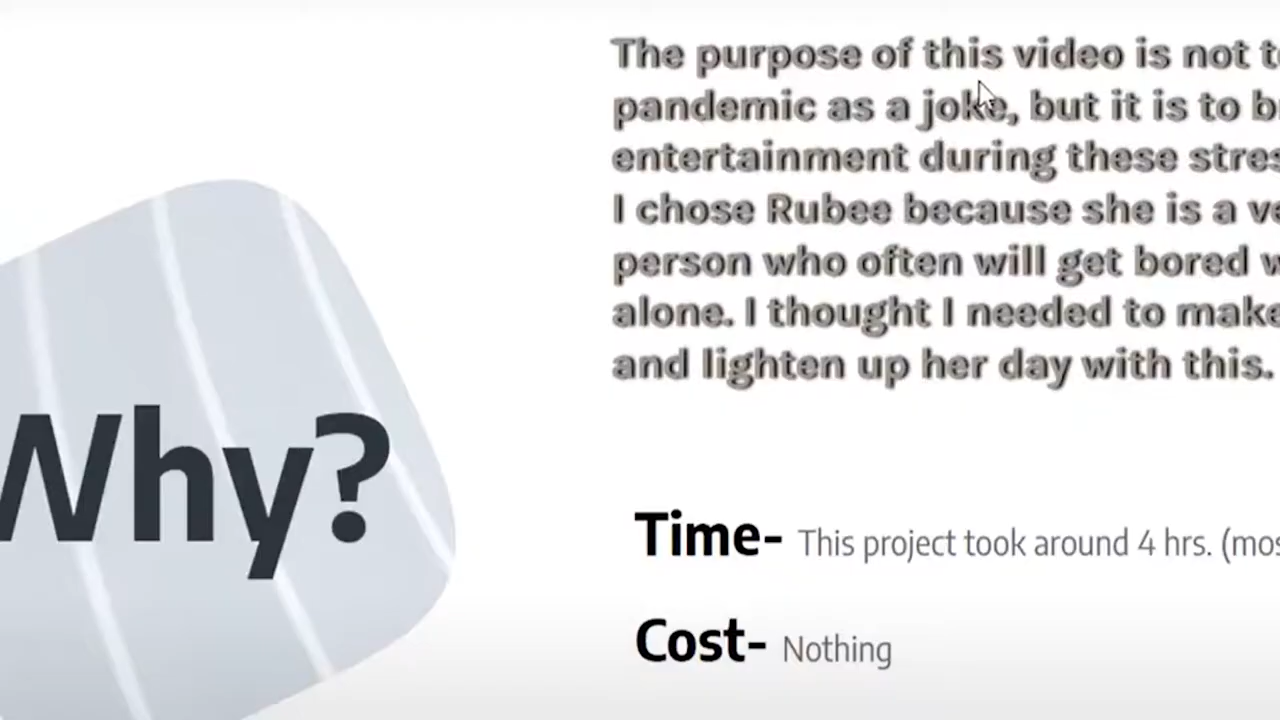 The purpose of this video is not
pandemic as a joke, but it is to
entertainment during these
I chose Rubee because she is a
person who often will get bored
alone. I thought I needed to make
and lighten up her day with this.
Why?
Time- This project took around 4 hrs.
Cost- Nothing